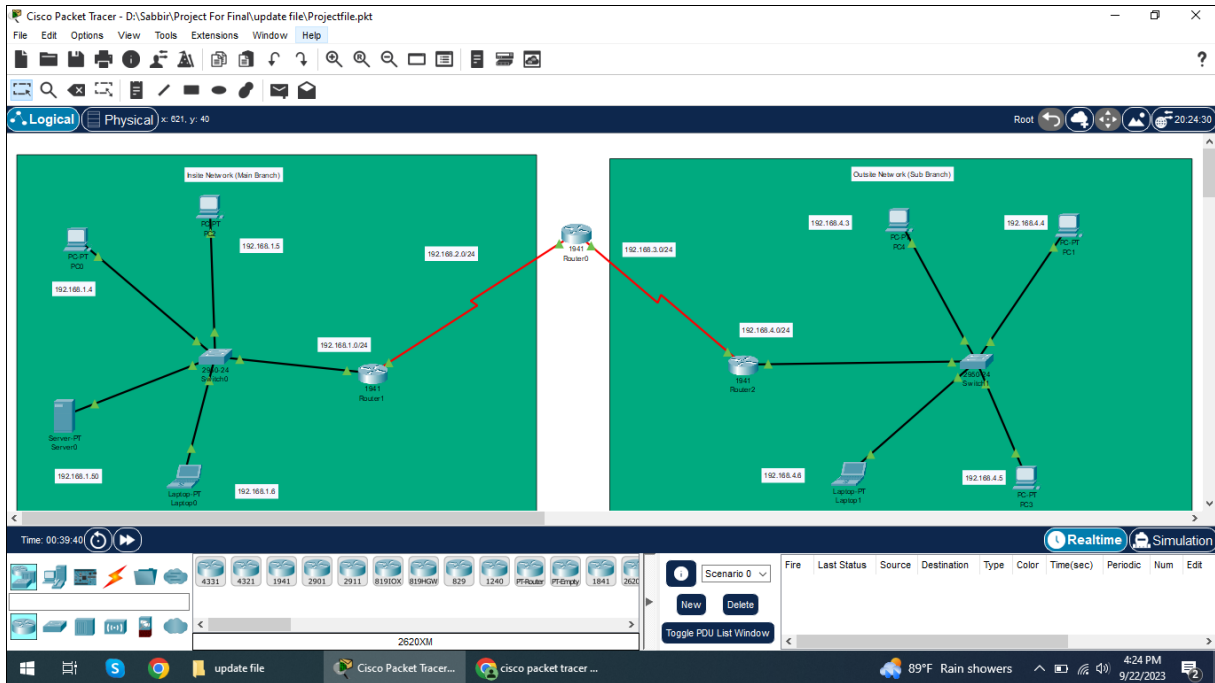 Cisco Packet Tracer - D:\Sabbir\Project For Final\update file\Projectfile.pkt
File Edit Options View Tools Extensions Window Help
?
Logical Physical x: 621, y: 40
Root 20:24:30
Insite Network (Main Branch)
Outsite Network (Sub Branch)
PC-PT
PC2
192.168.1.5
PC-PT
PC0
192.168.1.4
192.168.2.0/24
1941
Router0
192.168.3.0/24
192.168.4.3
PC-PT
PC4
192.168.4.4
PC-PT
PC1
192.168.1.0/24
192.168.4.0/24
2950-24
Switch0
1941
Router1
1941
Router2
2950-24
Switch1
Server-PT
Server0
192.168.1.50
Laptop-PT
Laptop0
192.168.1.6
192.168.4.6
Laptop-PT
Laptop1
192.168.4.5
PC-PT
PC3
Time: 00:39:40
Realtime Simulation
4331 4321 1941 2901 2911 819IOX 819HGW 829 1240 PT-Router PT-Empty 1841
2620XM
Scenario 0
New Delete
Toggle PDU List Window
Fire Last Status Source Destination Type Color Time(sec) Periodic Num Edit
update file
Cisco Packet Tracer...
cisco packet tracer ...
89°F Rain showers
4:24 PM
9/22/2023
2